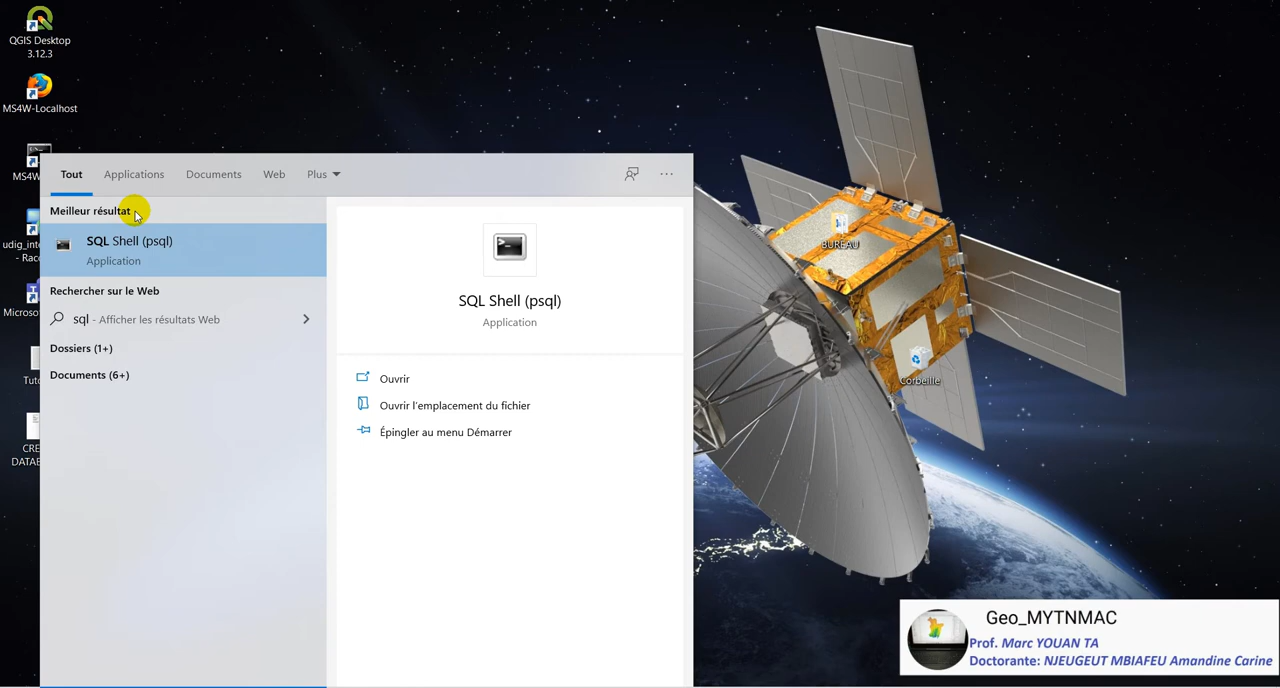 QGIS Desktop
3.12.3
MS4W-Localhost
MS4W
udig_inte
- Racc
Microsof
Tuto
CRE
DATAB
Tout
Applications
Documents
Web
Plus
Meilleur résultat
SQL Shell (psql)
Application
Rechercher sur le Web
sql - Afficher les résultats Web
Dossiers (1+)
Documents (6+)
SQL Shell (psql)
Application
Ouvrir
Ouvrir l'emplacement du fichier
Épingler au menu Démarrer
BUREAU
Corbeille
Geo_MYTNMAC
Prof. Marc YOUAN TA
Doctorante: NJEUGEUT MBIAFEU Amandine Carine